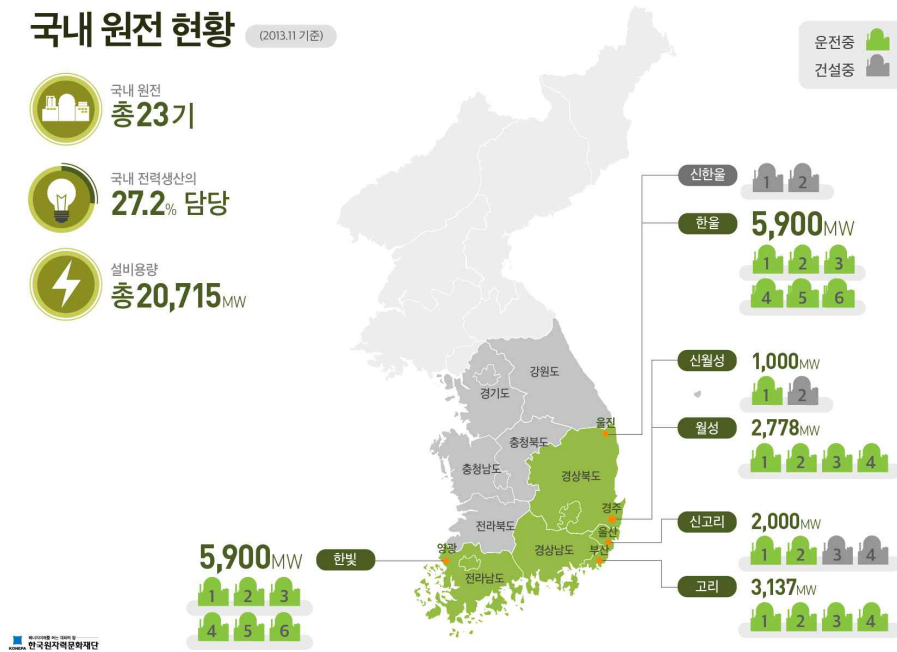 국내 원전 현황 (2013.11 기준)
운전중
건설중
국내 원전
총23기
국내 전력생산의
27.2% 담당
설비용량
총20,715MW
신한울
1 2
한울 5,900MW
1 2 3
4 5 6
신월성 1,000MW
1 2
월성 2,778MW
1 2 3 4
신고리 2,000MW
1 2 3 4
고리 3,137MW
1 2 3 4
5,900MW 한빛
1 2 3
4 5 6
강원도
경기도
울진
충청북도
충청남도
경상북도
경주
전라북도
울산
영광
경상남도
부산
전라남도
KONEPA 한국원자력문화재단